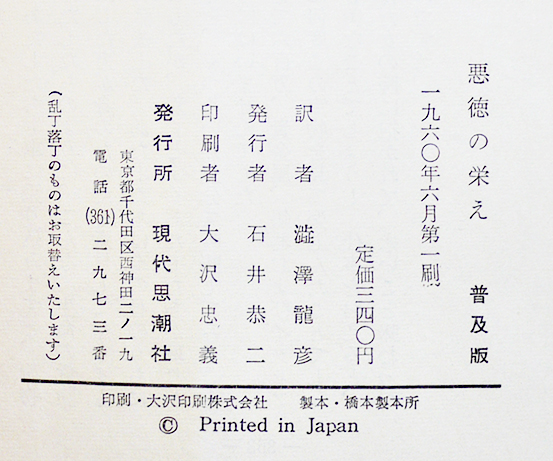 悪徳の栄え　普及版
一九六〇年六月第一刷
定価三四〇円
訳者　澁澤龍彦
発行者　石井恭二
印刷者　大沢忠義
発行所　現代思潮社
東京都千代田区西神田二ノ一九
電話(361)二九七三番
(乱丁落丁のものはお取替えいたします)
印刷・大沢印刷株式会社　製本・橋本製本所
© Printed in Japan